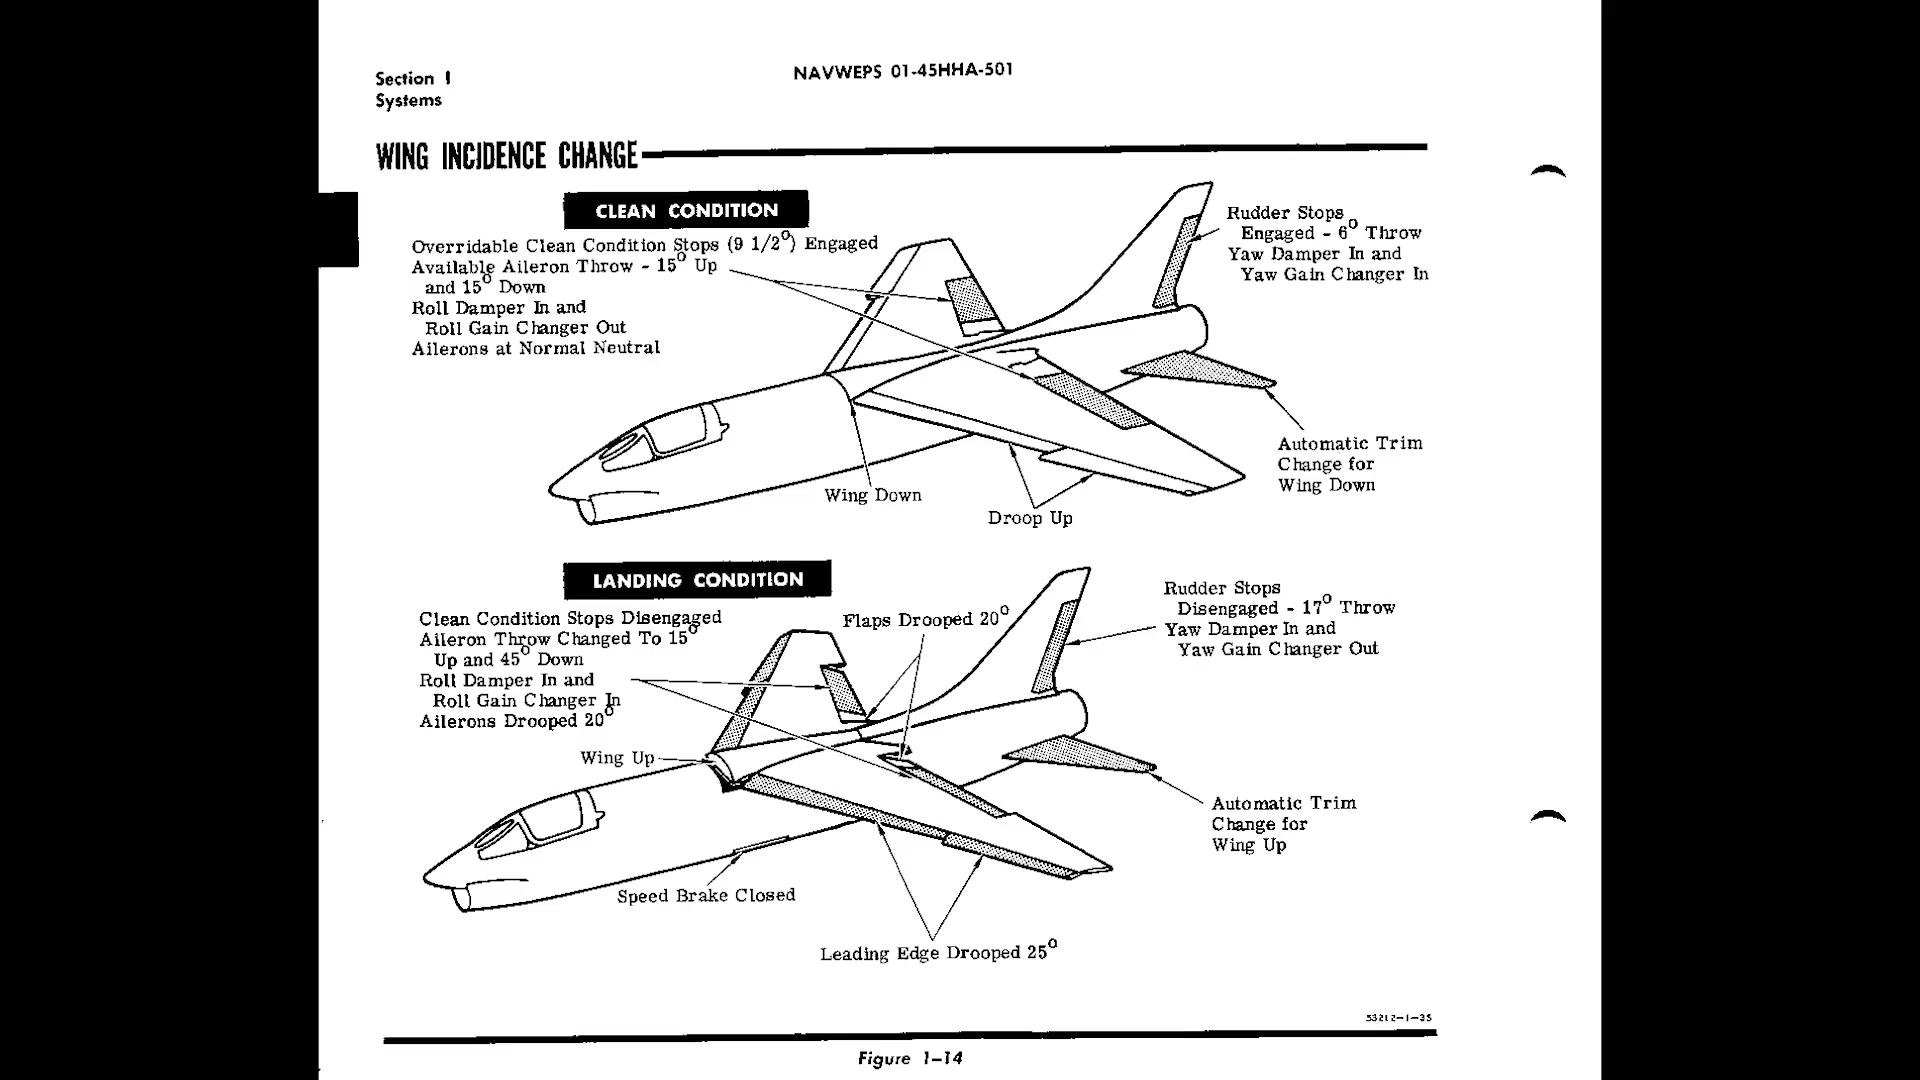 Section I
Systems
NAVWEPS 01-45HHA-501
WING INCIDENCE CHANGE
CLEAN CONDITION
Overridable Clean Condition Stops (9 1/2°) Engaged
Available Aileron Throw - 15° Up
and 15° Down
Roll Damper In and
Roll Gain Changer Out
Ailerons at Normal Neutral
Rudder Stops
Engaged - 6° Throw
Yaw Damper In and
Yaw Gain Changer In
Automatic Trim
Change for
Wing Down
Wing Down
Droop Up
LANDING CONDITION
Clean Condition Stops Disengaged
Aileron Throw Changed To 15°
Up and 45° Down
Roll Damper In and
Roll Gain Changer In
Ailerons Drooped 20°
Flaps Drooped 20°
Rudder Stops
Disengaged - 17° Throw
Yaw Damper In and
Yaw Gain Changer Out
Wing Up
Automatic Trim
Change for
Wing Up
Speed Brake Closed
Leading Edge Drooped 25°
53212-1-25
Figure 1-14